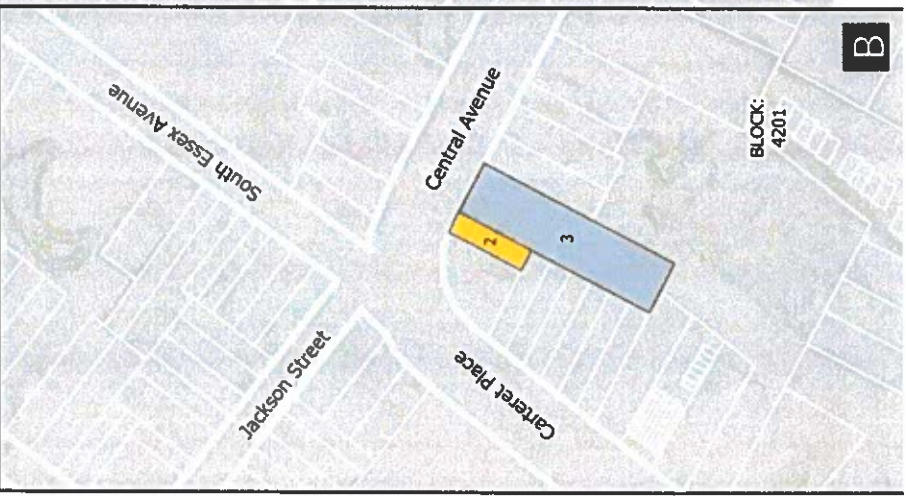 South Essex Avenue
Central Avenue
Jackson Street
Carteret Place
2
3
BLOCK:
4201
B